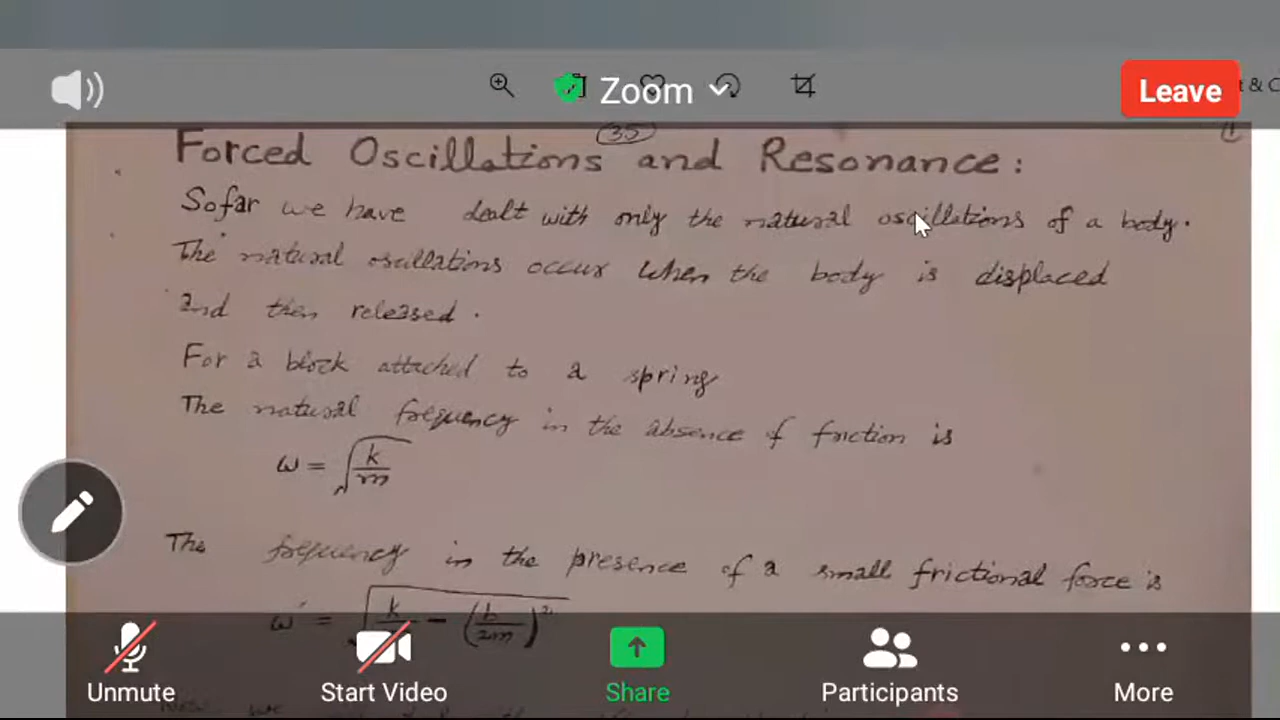 Zoom
Leave
t & C
35
1
Forced Oscillations and Resonance:
Sofar we have dealt with only the natural oscillations of a body.
The natural oscillations occur when the body is displaced
and then released.
For a block attached to a spring
The natural frequency in the absence of friction is
ω = √(k/m)
The frequency in the presence of a small frictional force is
ω' = √(k/ - (b/2m)²)
Now we
Unmute
Start Video
Share
Participants
More